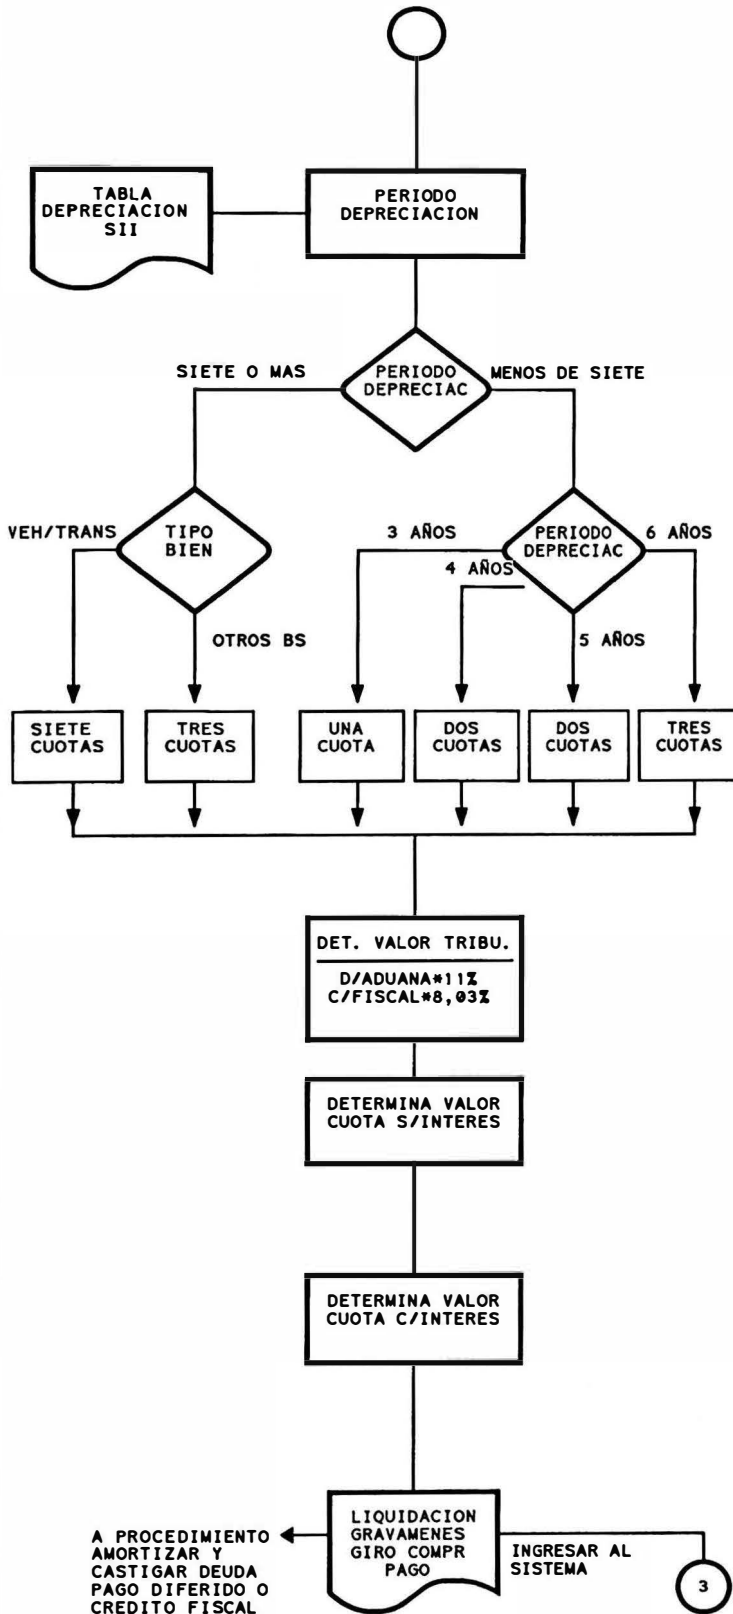 TABLA
DEPRECIACION
SII
PERIODO
DEPRECIACION
SIETE O MAS
PERIODO
DEPRECIAC
MENOS DE SIETE
VEH/TRANS
TIPO
BIEN
OTROS BS
3 AÑOS
4 AÑOS
PERIODO
DEPRECIAC
6 AÑOS
5 AÑOS
SIETE
CUOTAS
TRES
CUOTAS
UNA
CUOTA
DOS
CUOTAS
DOS
CUOTAS
TRES
CUOTAS
DET. VALOR TRIBU.
D/ADUANA*11%
C/FISCAL*8,03%
DETERMINA VALOR
CUOTA S/INTERES
DETERMINA VALOR
CUOTA C/INTERES
LIQUIDACION
GRAVAMENES
GIRO COMPR
PAGO
A PROCEDIMIENTO
AMORTIZAR Y
CASTIGAR DEUDA
PAGO DIFERIDO O
CREDITO FISCAL
INGRESAR AL
SISTEMA
3